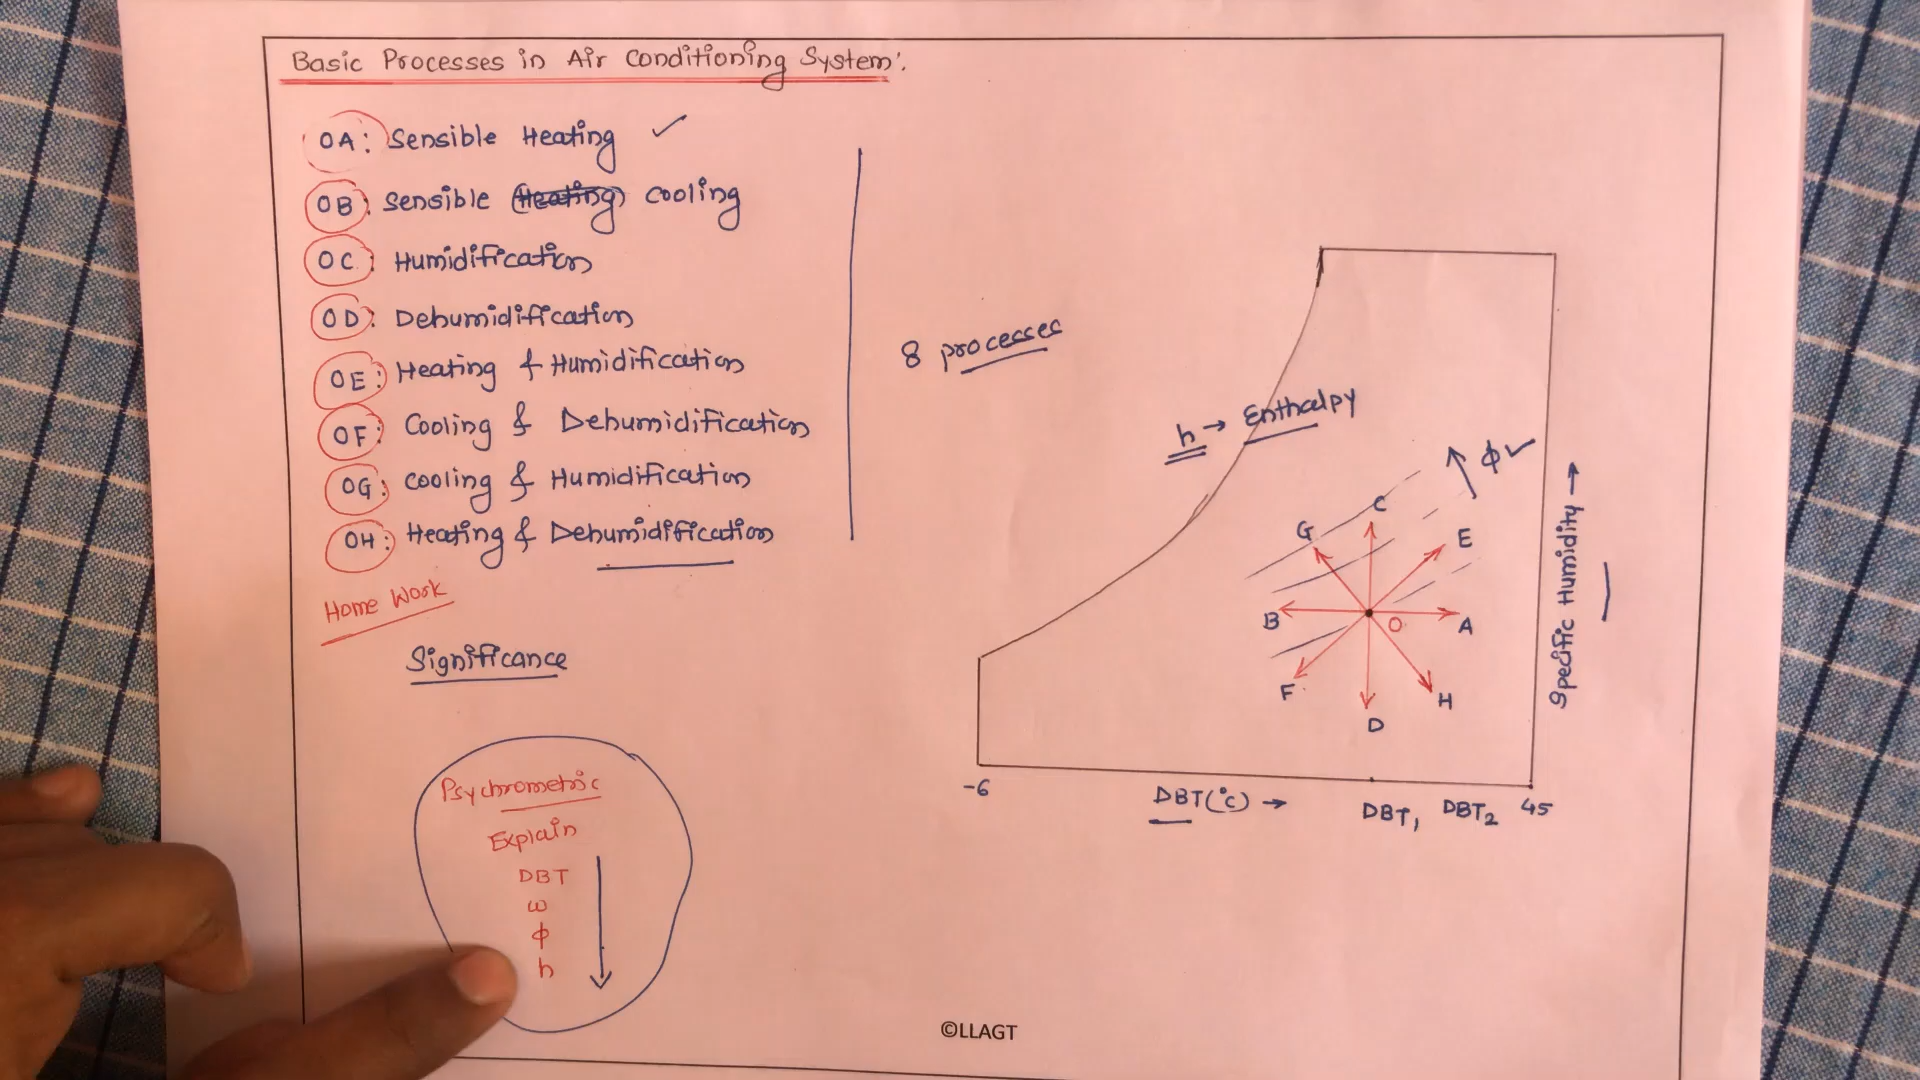 Basic Processes in Air Conditioning System:
OA: Sensible Heating ✓
OB: Sensible (Heating) cooling
OC: Humidification
OD: Dehumidification
OE: Heating & Humidification
OF: Cooling & Dehumidification
OG: Cooling & Humidification
OH: Heating & Dehumidification
Home Work
Significance
Psychrometric
Explain
DBT
ω
ϕ
h
8 processes
h → Enthalpy
ϕ ✓
C
G
E
B
O
A
F
H
D
Specific Humidity →
-6
DBT(°C) →
DBT1
DBT2
45
©LLAGT